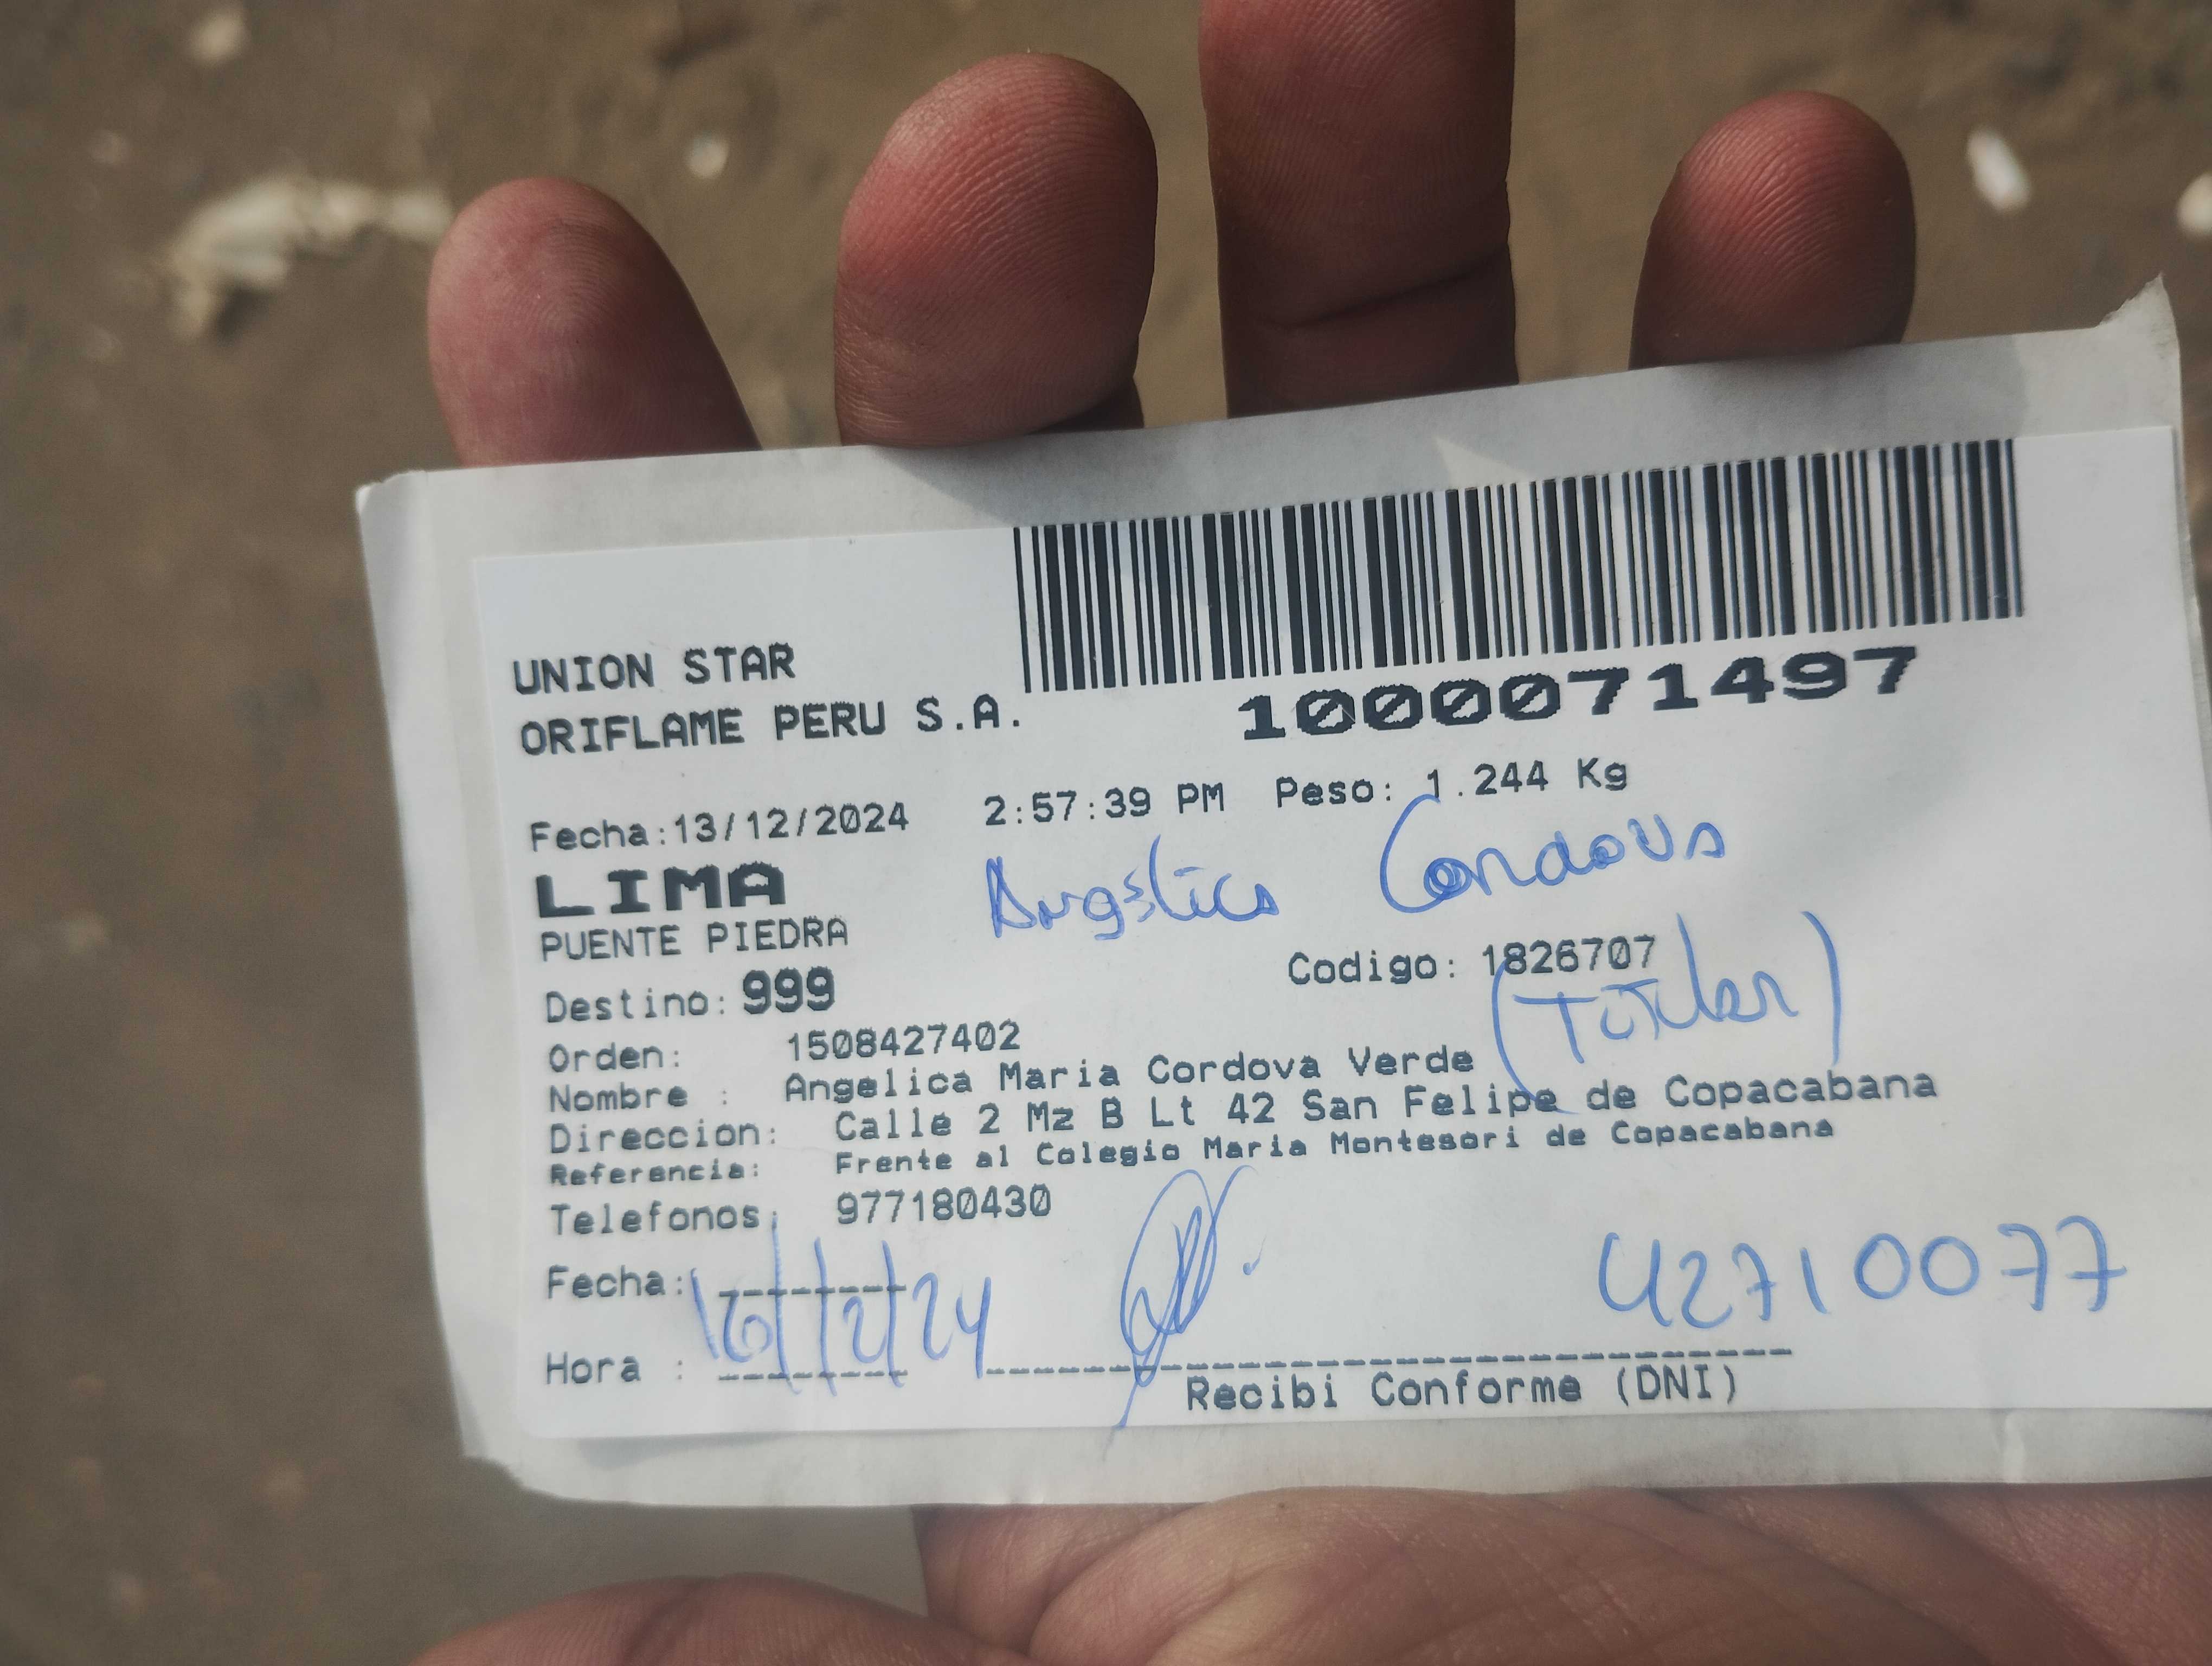 UNION STAR
ORIFLAME PERU S.A.
1000071497
Fecha:13/12/2024 2:57:39 PM Peso: 1.244 Kg
LIMA
Angélica Cordova
PUENTE PIEDRA
Destino: 999
Codigo: 1826707
(Titular)
Orden: 1508427402
Nombre : Angelica Maria Cordova Verde
Direccion: Calle 2 Mz B Lt 42 San Felipe de Copacabana
Referencia: Frente al Colegio Maria Montesori de Copacabana
Telefonos: 977180430
Fecha: 16/12/24
42710077
Hora :
Recibi Conforme (DNI)